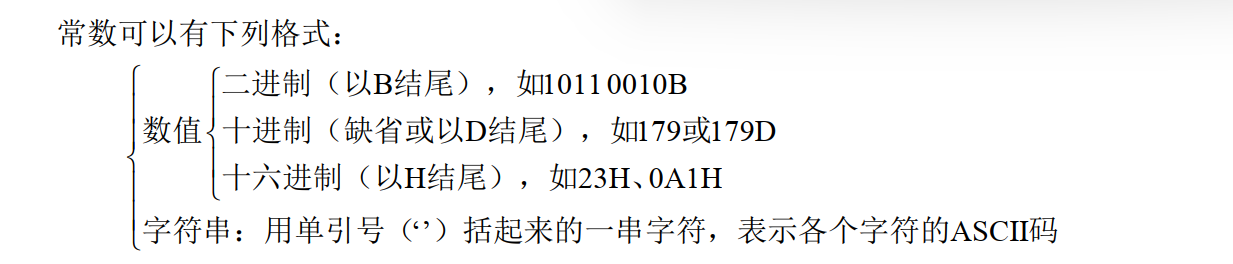 常数可以有下列格式：
二进制（以B结尾），如10110010B
数值 十进制（缺省或以D结尾），如179或179D
十六进制（以H结尾），如23H、0A1H
字符串：用单引号（‘’）括起来的一串字符，表示各个字符的ASCII码